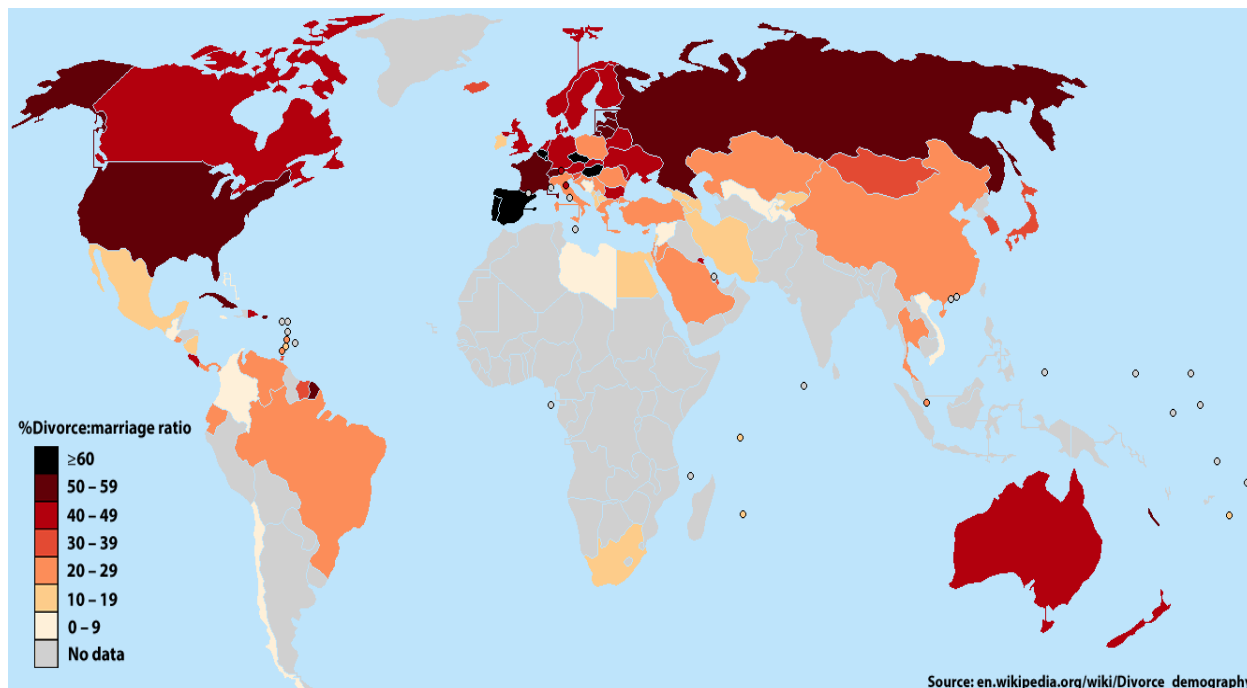 %Divorce:marriage ratio
≥60
50 – 59
40 – 49
30 – 39
20 – 29
10 – 19
0 – 9
No data
Source: en.wikipedia.org/wiki/Divorce_demography